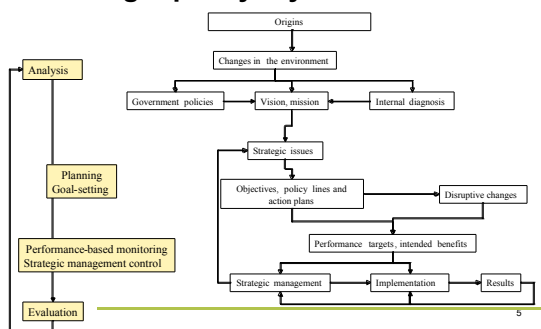 Origins
Analysis
Changes in the environment
Government policies
Vision, mission
Internal diagnosis
Strategic issues
Planning
Goal-setting
Objectives, policy lines and
action plans
Disruptive changes
Performance-based monitoring
Strategic management control
Performance targets, intended benefits
Strategic management
Implementation
Results
Evaluation
5